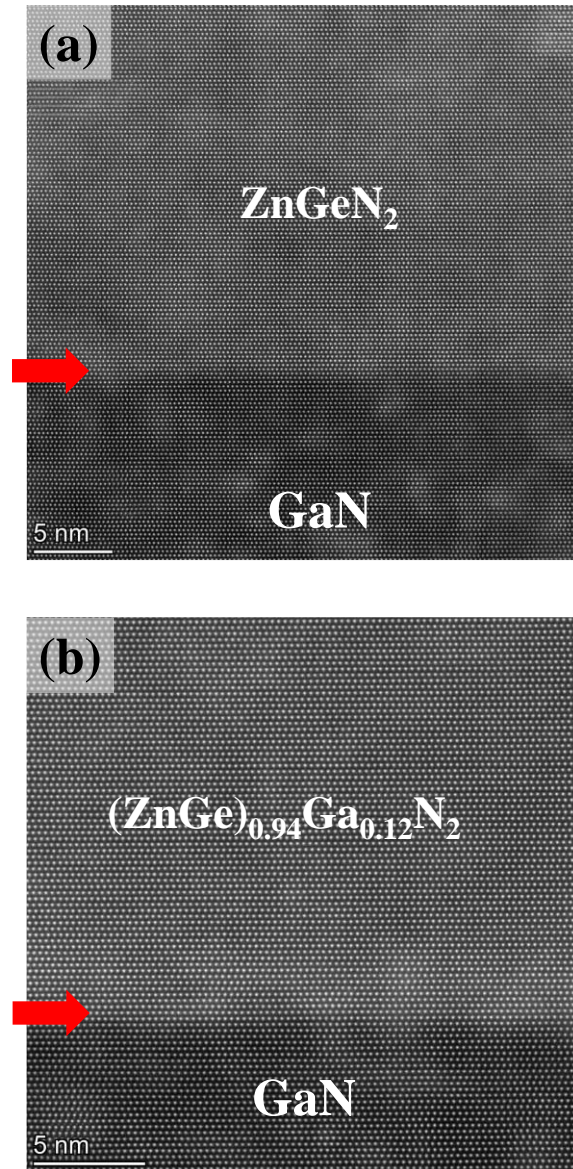 (a)
ZnGeN₂
GaN
5 nm
(b)
(ZnGe)₀.₉₄Ga₀.₁₂N₂
GaN
5 nm